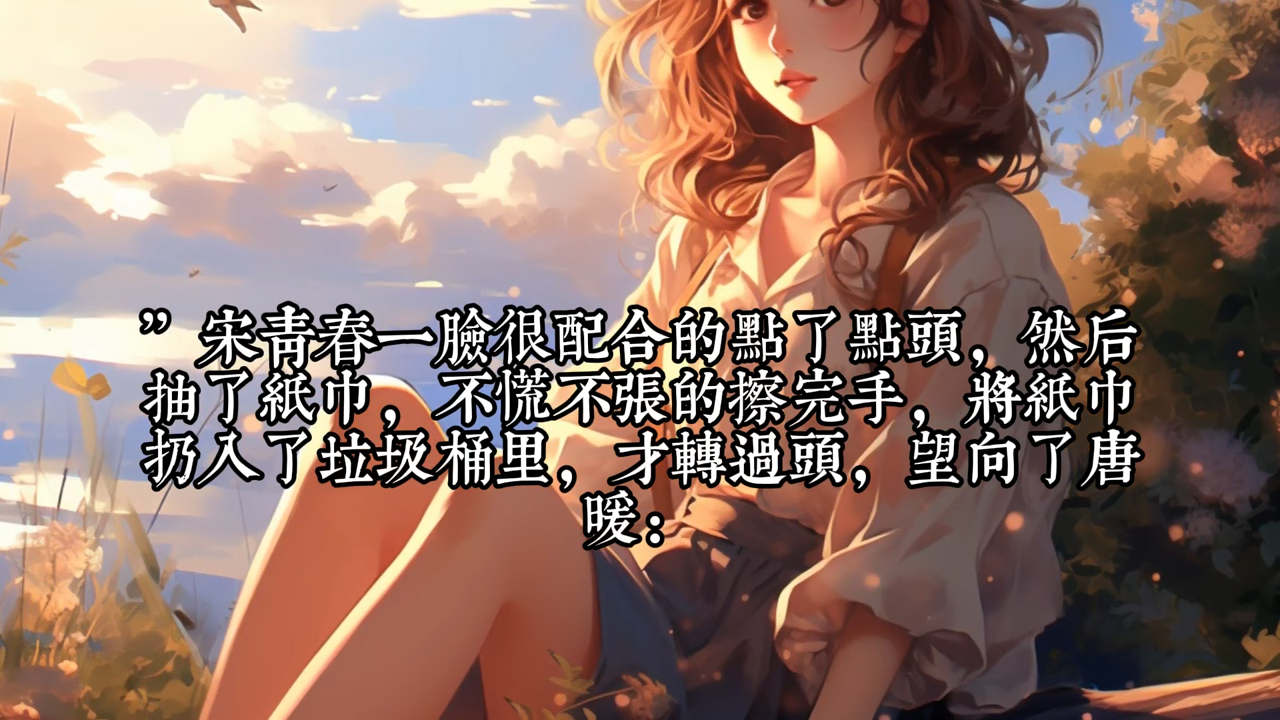 ”宋青春一臉很配合的點了點頭，然后
抽了紙巾，不慌不張的擦完手，將紙巾
扔入了垃圾桶里，才轉過頭，望向了唐
暖：